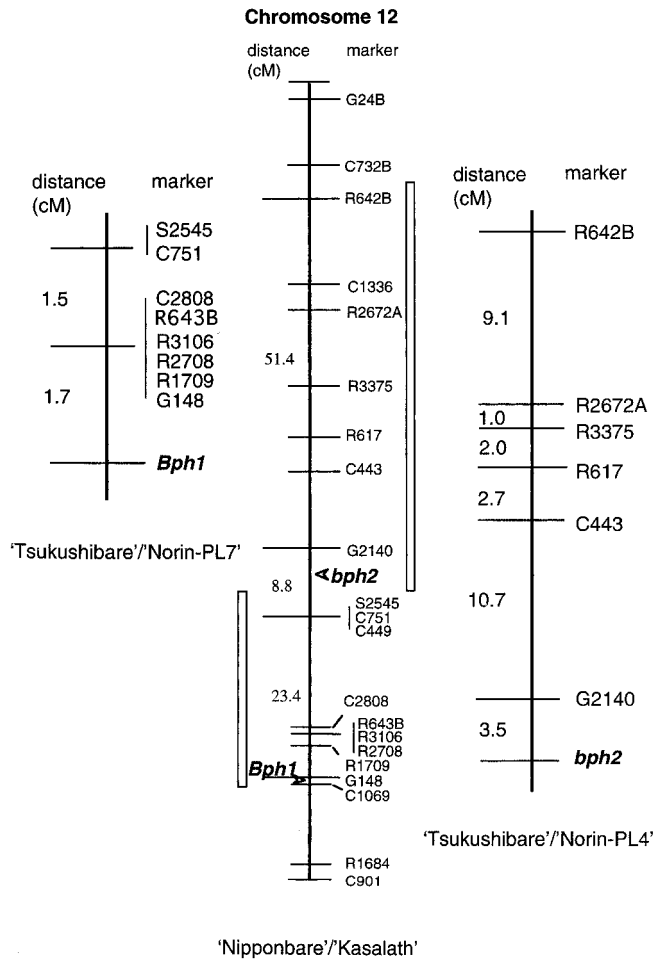 Chromosome 12
distance
(cM)
marker
G24B
C732B
R642B
C1336
R2672A
51.4
R3375
R617
C443
G2140
bph2
8.8
S2545
C751
C449
23.4
C2808
R643B
R3106
R2708
R1709
Bph1
G148
C1069
R1684
C901
'Nipponbare'/'Kasalath'
distance
(cM)
marker
S2545
C751
1.5
C2808
R643B
R3106
R2708
R1709
1.7
G148
Bph1
'Tsukushibare'/'Norin-PL7'
distance
(cM)
marker
R642B
9.1
R2672A
1.0
R3375
2.0
R617
2.7
C443
10.7
G2140
3.5
bph2
'Tsukushibare'/'Norin-PL4'